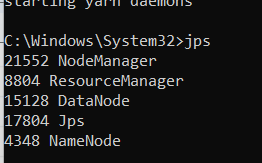 starting yarn daemons
C:\Windows\System32>jps
21552 NodeManager
8804 ResourceManager
15128 DataNode
17804 Jps
4348 NameNode